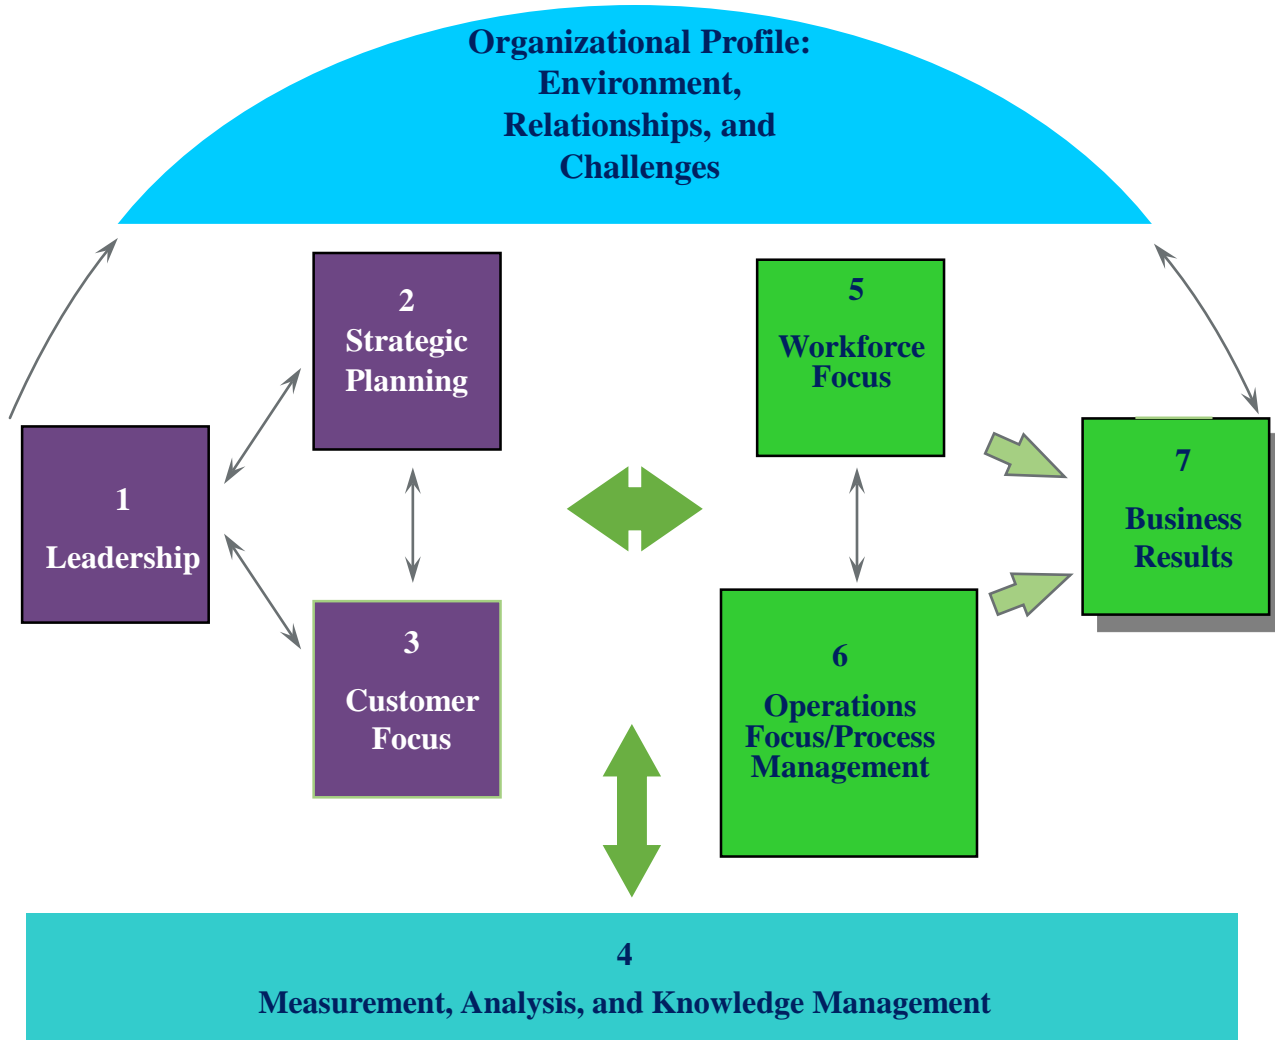 Organizational Profile:
Environment,
Relationships, and
Challenges
2
Strategic
Planning
5
Workforce
Focus
1
Leadership
7
Business
Results
3
Customer
Focus
6
Operations
Focus/Process
Management
4
Measurement, Analysis, and Knowledge Management